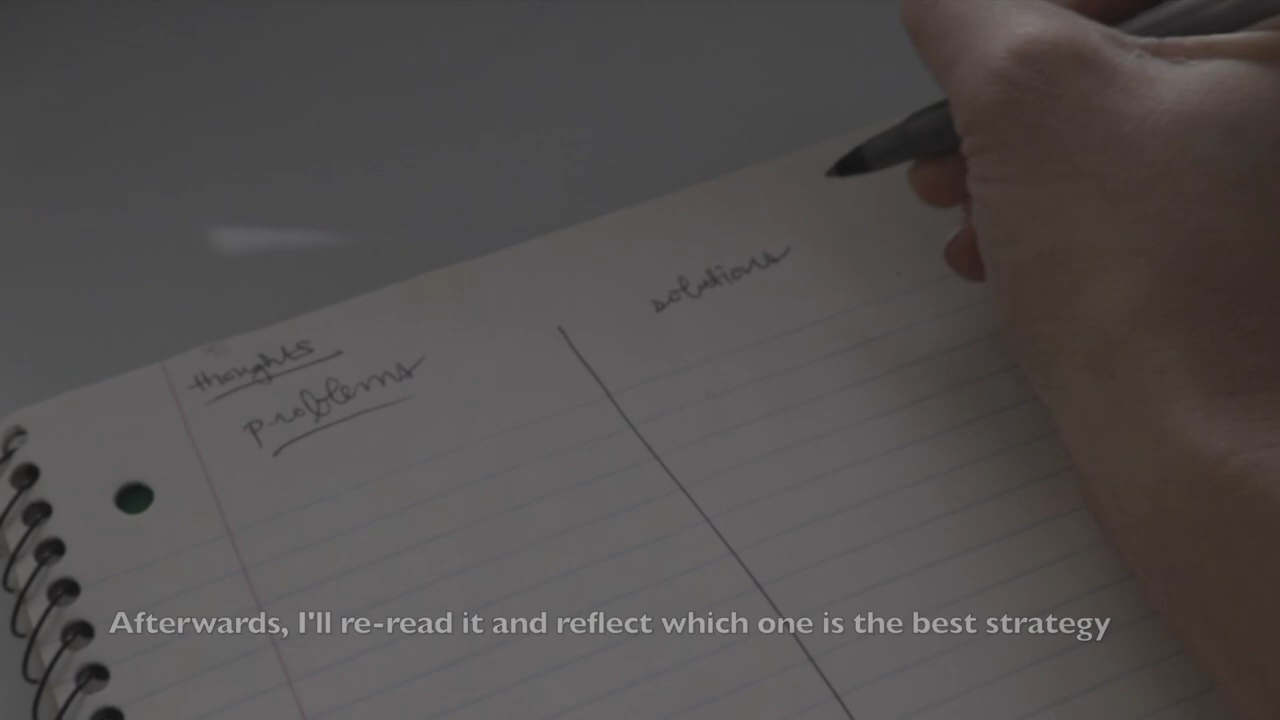 thoughts
problems
solutions
Afterwards, I'll re-read it and reflect which one is the best strategy